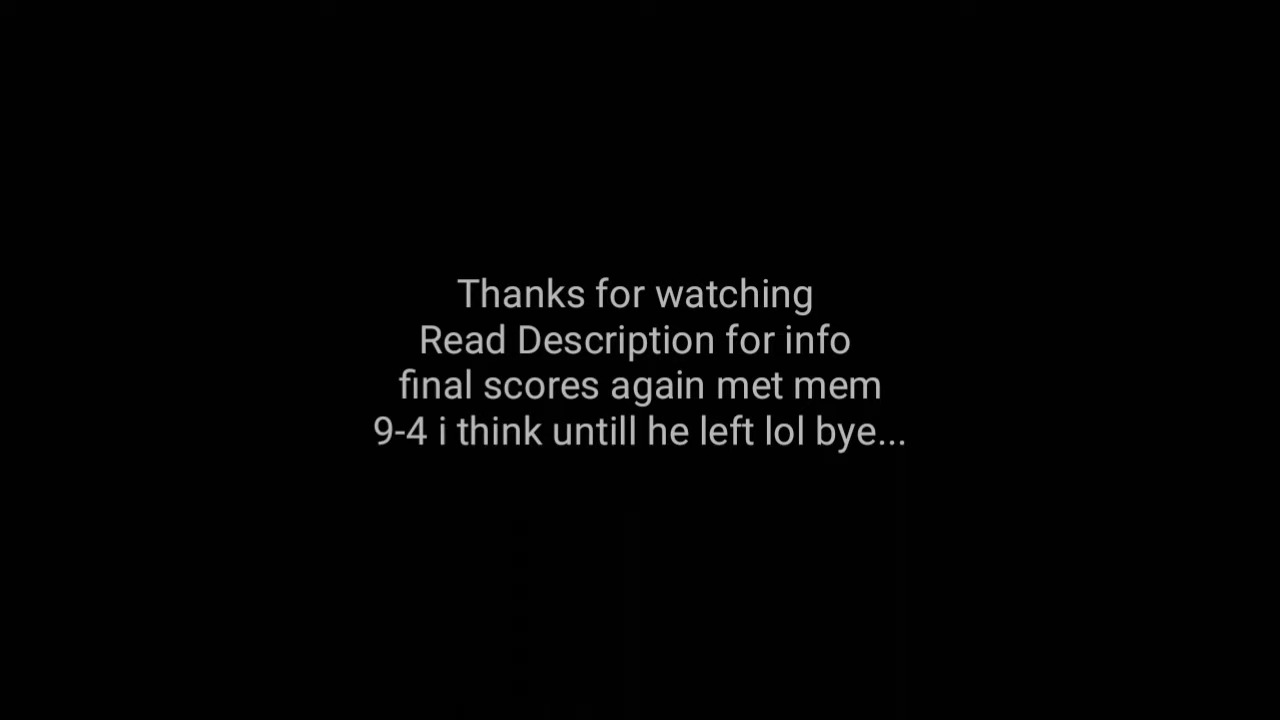 Thanks for watching
Read Description for info
final scores again met mem
9-4 i think untill he left lol bye...